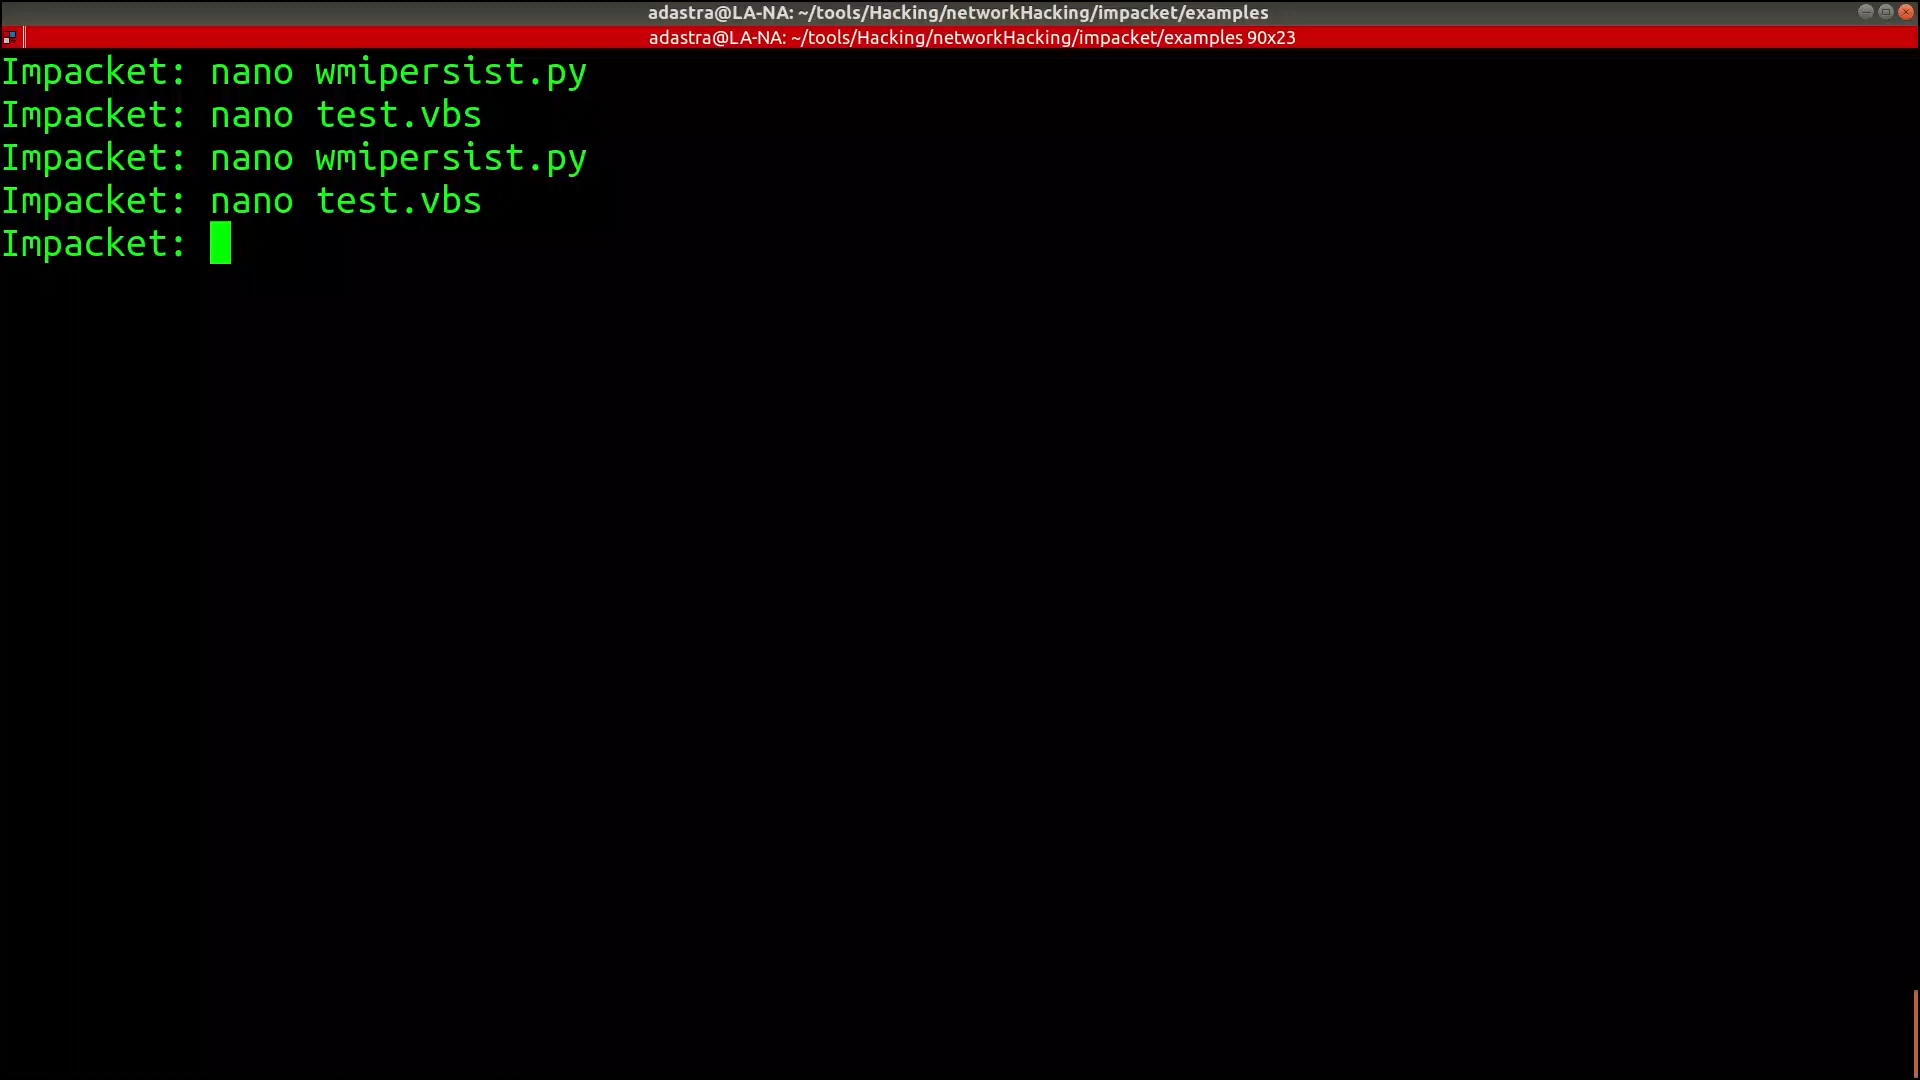 adastra@LA-NA: ~/tools/Hacking/networkHacking/impacket/examples
adastra@LA-NA: ~/tools/Hacking/networkHacking/impacket/examples 90x23
Impacket: nano wmipersist.py
Impacket: nano test.vbs
Impacket: nano wmipersist.py
Impacket: nano test.vbs
Impacket: